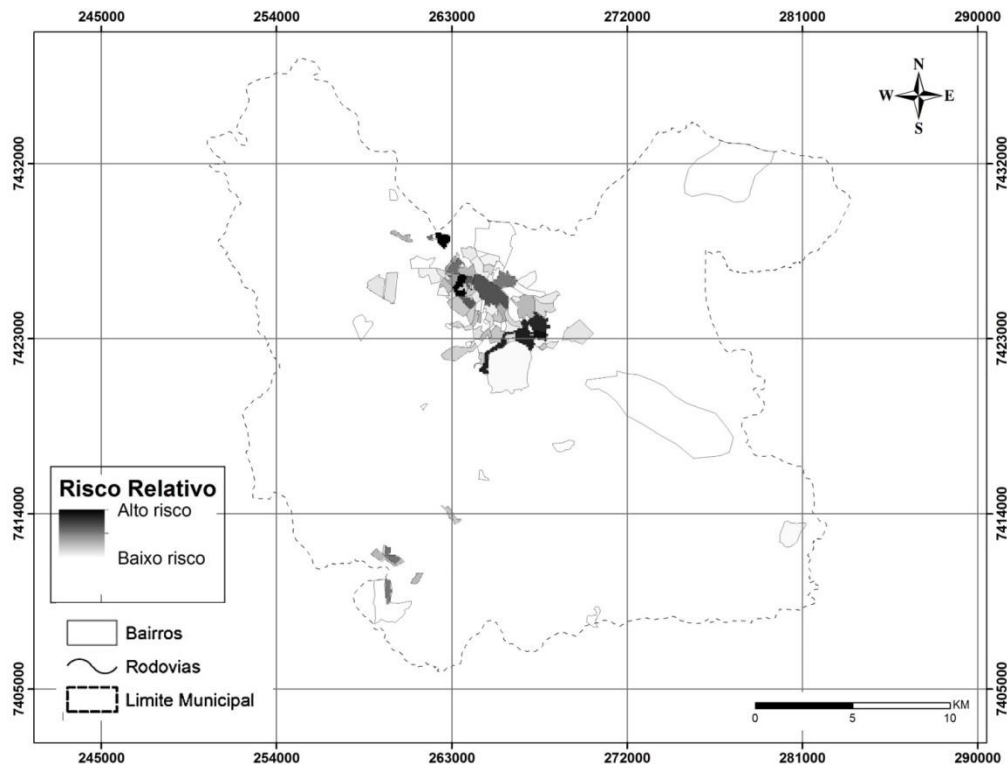 245000 254000 263000 272000 281000 290000
N
W E
S
7432000 7432000
7423000 7423000
Risco Relativo
Alto risco
Baixo risco
7414000 7414000
Bairros
Rodovias
Limite Municipal
7405000 7405000
KM
0 5 10
245000 254000 263000 272000 281000 290000